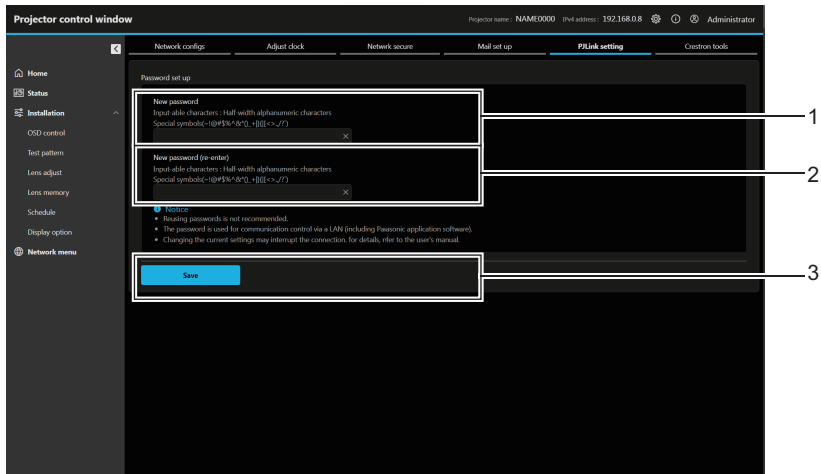 Projector control window
Projector name : NAME0000 IPv4 address : 192.168.0.8 Administrator
Network configs Adjust clock Netwrk secure Mail set up PJLink setting Crestron tools
Home
Status
Installation
OSD control
Test pattern
Lens adjust
Lens memory
Schedule
Display option
Network menu
Password set up
New password
Input-able characters : Half-width alphanumeric characters
1
New password (re-enter)
Input-able characters : Half-width alphanumeric characters
2
Notice
• Reusing passwords is not recommended.
• The password is used for communication control via a LAN (including Paasonic application software).
• Changing the current settings may interrupt the connection. for details, rfer to the user's manual.
Save
3